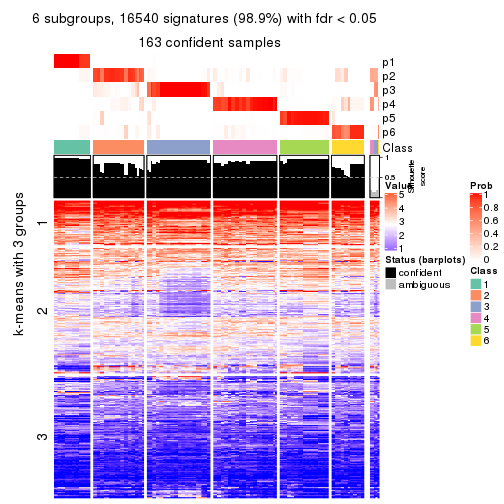 6 subgroups, 16540 signatures (98.9%) with fdr < 0.05
163 confident samples
p1
p2
p3
p4
p5
p6
Class
1
0.5
0
Silhouette
score
k-means with 3 groups
1
2
3
Value
5
4
3
2
1
Status (barplots)
confident
ambiguous
Prob
1
0.8
0.6
0.4
0.2
0
Class
1
2
3
4
5
6